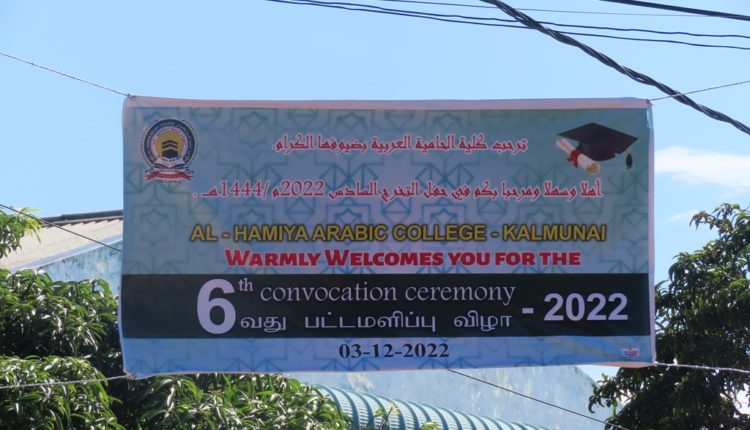 ترحب كلية الحامية العربية بضيوفها الكرام.
أهلا وسهلا ومرحبا بكم في حفل التخرج السادس 2022م/1444هـ .
AL - HAMIYA ARABIC COLLEGE - KALMUNAI
WARMLY WELCOMES YOU FOR THE
6th convocation ceremony
வது பட்டமளிப்பு விழா - 2022
03-12-2022